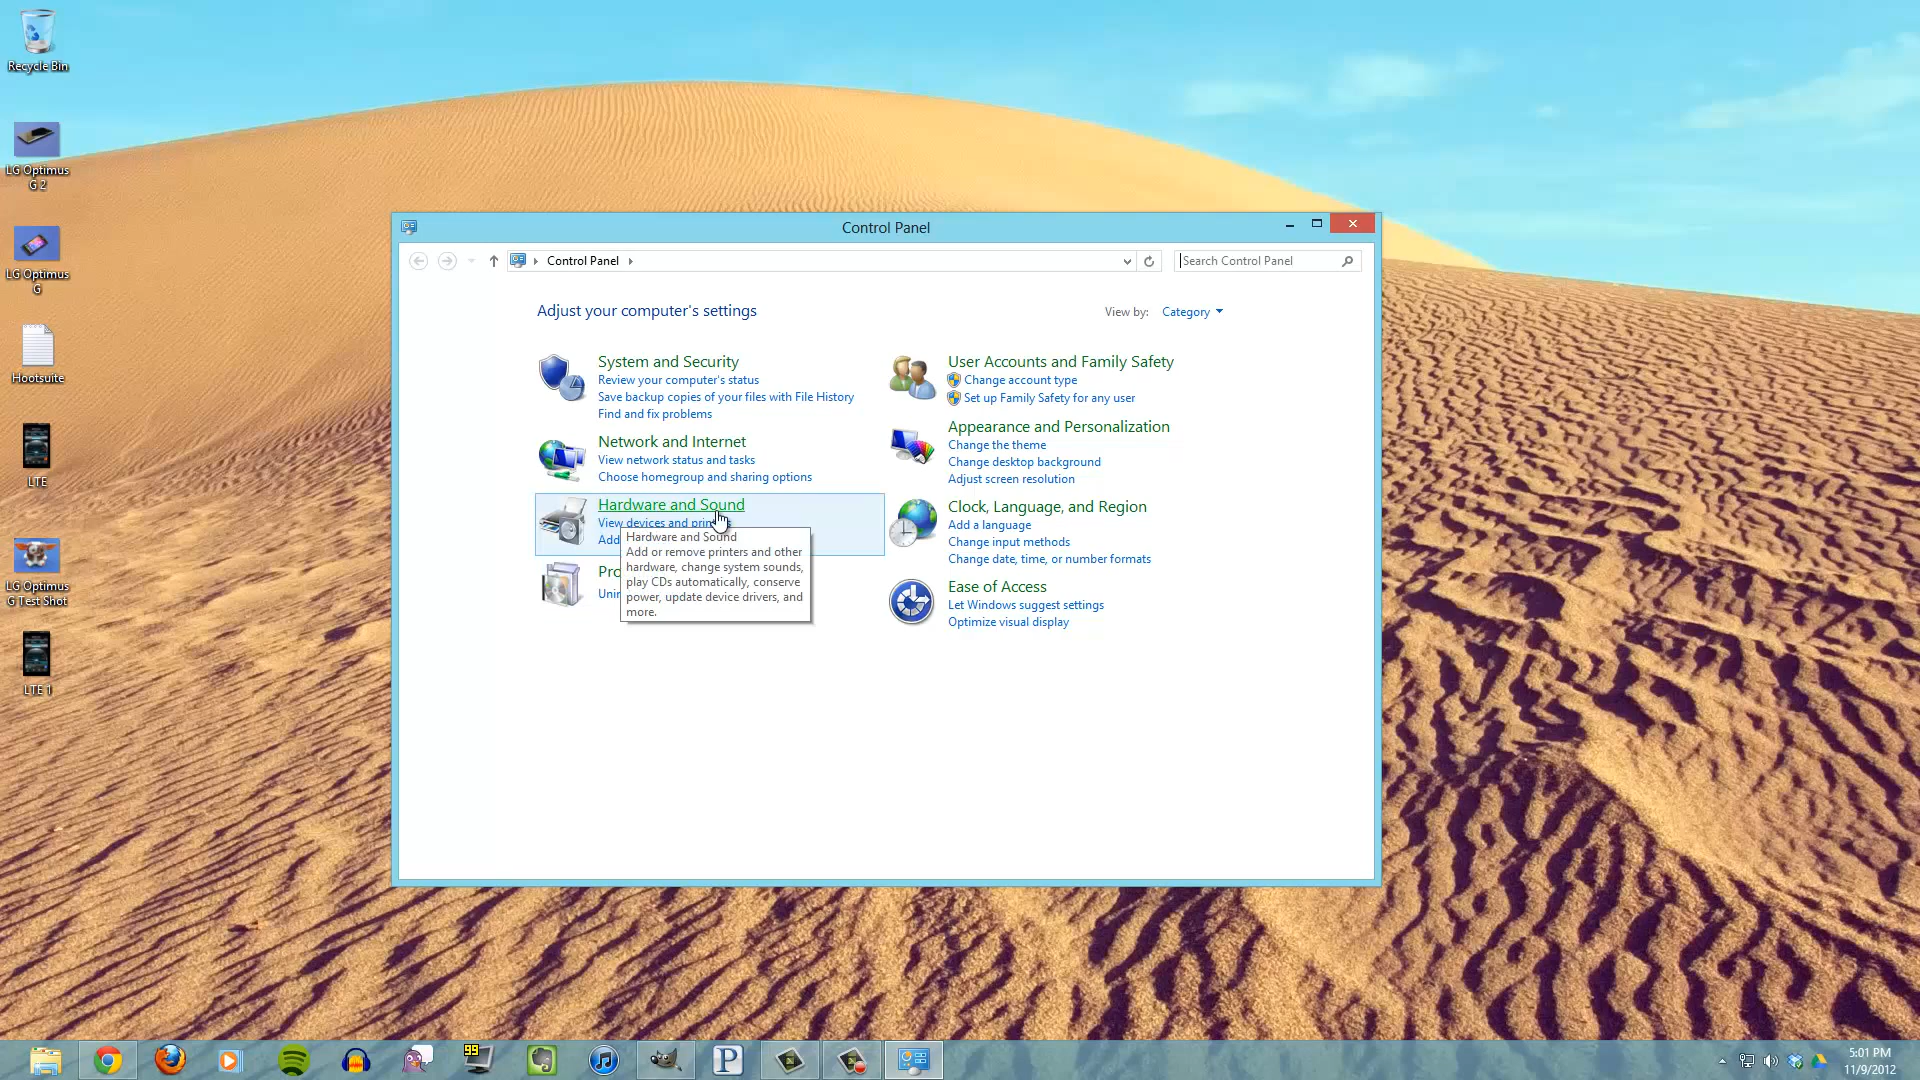 Recycle Bin
LG Optimus
G 2
LG Optimus
G
Hootsuite
LTE
LG Optimus
G Test Shot
LTE 1
Control Panel
Control Panel
Search Control Panel
Adjust your computer's settings
View by: Category
System and Security
Review your computer's status
Save backup copies of your files with File History
Find and fix problems
Network and Internet
View network status and tasks
Choose homegroup and sharing options
Hardware and Sound
View devices and
Add
Hardware and Sound
Add or remove printers and other
hardware, change system sounds,
play CDs automatically, conserve
power, update device drivers, and
more.
User Accounts and Family Safety
Change account type
Set up Family Safety for any user
Appearance and Personalization
Change the theme
Change desktop background
Adjust screen resolution
Clock, Language, and Region
Add a language
Change input methods
Change date, time, or number formats
Ease of Access
Let Windows suggest settings
Optimize visual display
99
P
5:01 PM
11/9/2012